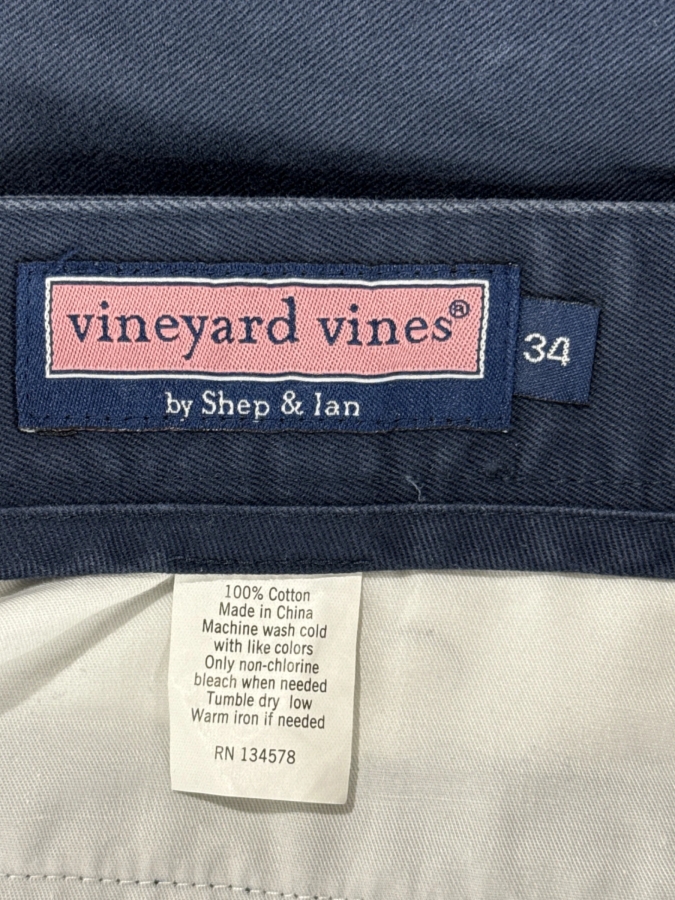 vineyard vines®
34
by Shep & Ian
100% Cotton
Made in China
Machine wash cold
with like colors
Only non-chlorine
bleach when needed
Tumble dry low
Warm iron if needed
RN 134578